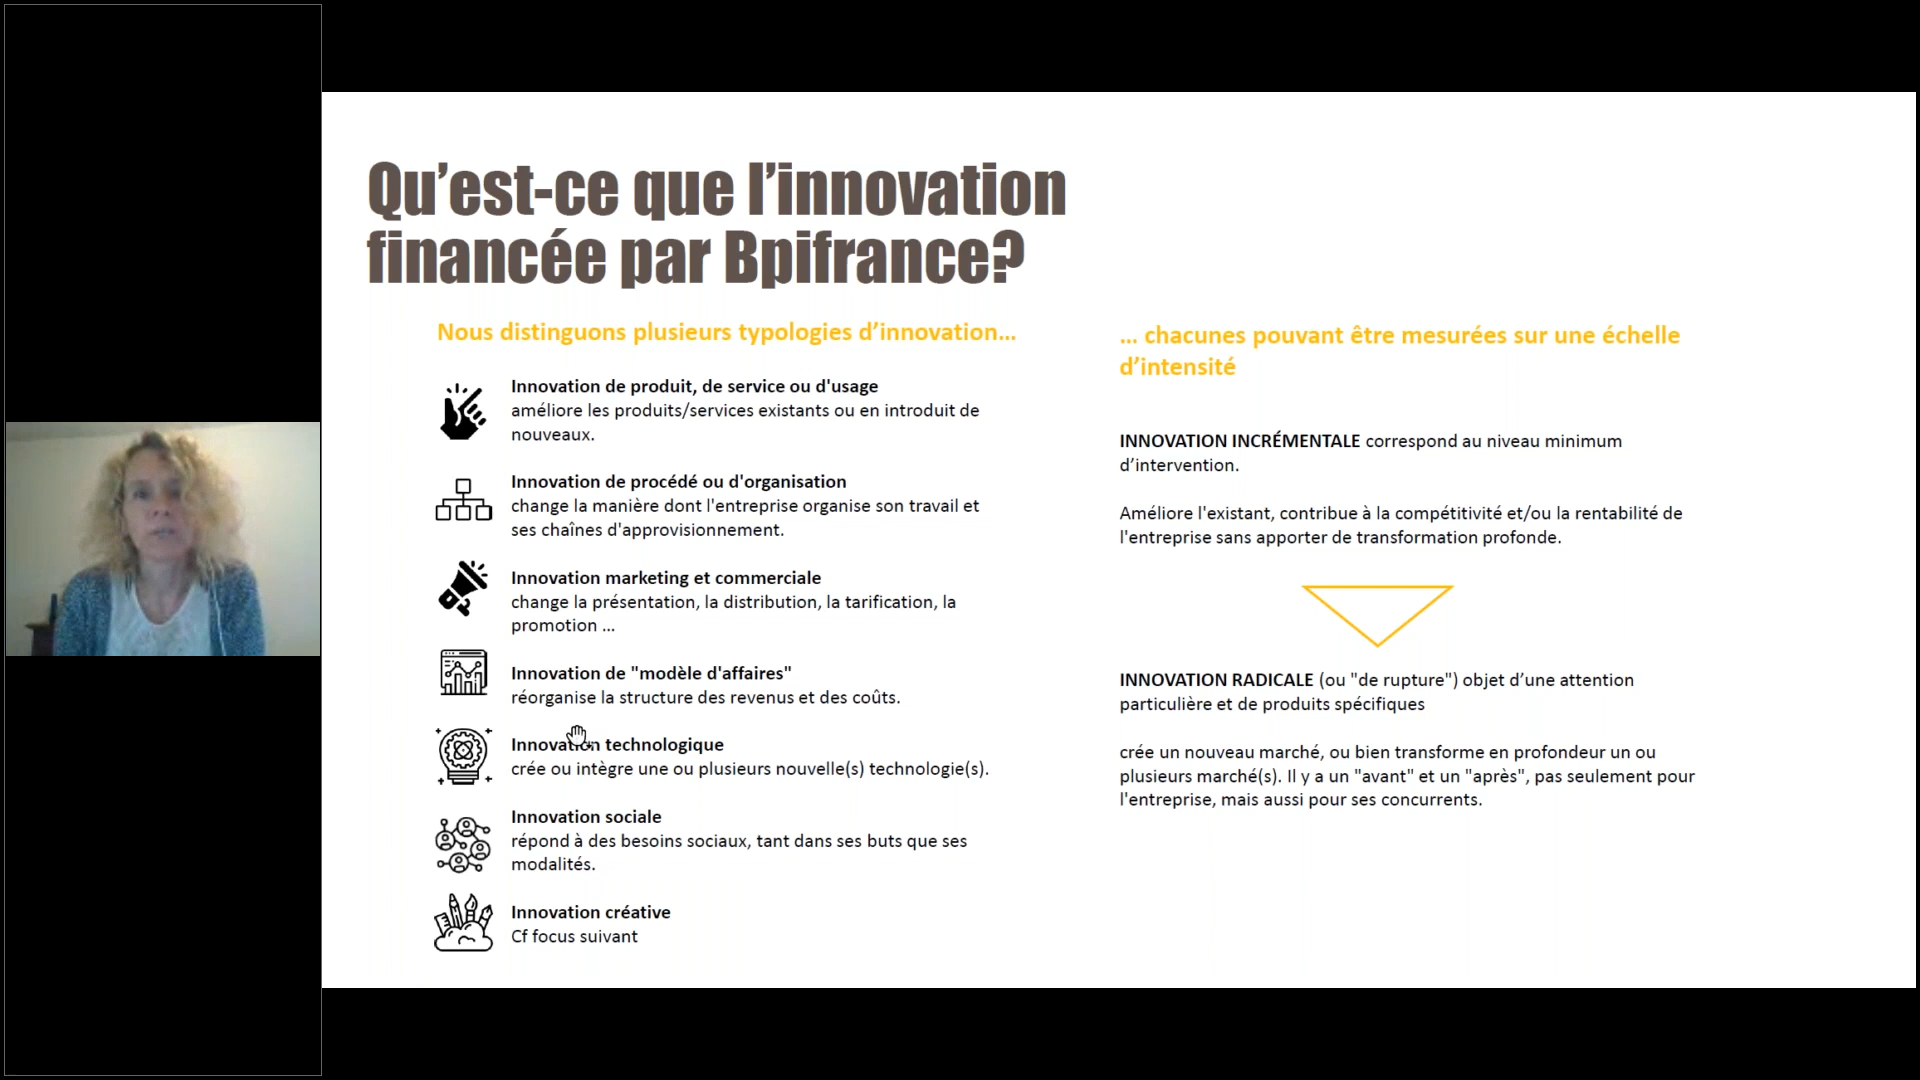 Qu’est-ce que l’innovation
financée par Bpifrance?
Nous distinguons plusieurs typologies d’innovation...
Innovation de produit, de service ou d'usage
améliore les produits/services existants ou en introduit de
nouveaux.
Innovation de procédé ou d'organisation
change la manière dont l'entreprise organise son travail et
ses chaînes d'approvisionnement.
Innovation marketing et commerciale
change la présentation, la distribution, la tarification, la
promotion ...
Innovation de "modèle d'affaires"
réorganise la structure des revenus et des coûts.
Innovation technologique
crée ou intègre une ou plusieurs nouvelle(s) technologie(s).
Innovation sociale
répond à des besoins sociaux, tant dans ses buts que ses
modalités.
Innovation créative
Cf focus suivant
... chacunes pouvant être mesurées sur une échelle
d’intensité
INNOVATION INCRÉMENTALE correspond au niveau minimum
d’intervention.
Améliore l'existant, contribue à la compétitivité et/ou la rentabilité de
l'entreprise sans apporter de transformation profonde.
INNOVATION RADICALE (ou "de rupture") objet d’une attention
particulière et de produits spécifiques
crée un nouveau marché, ou bien transforme en profondeur un ou
plusieurs marché(s). Il y a un "avant" et un "après", pas seulement pour
l'entreprise, mais aussi pour ses concurrents.